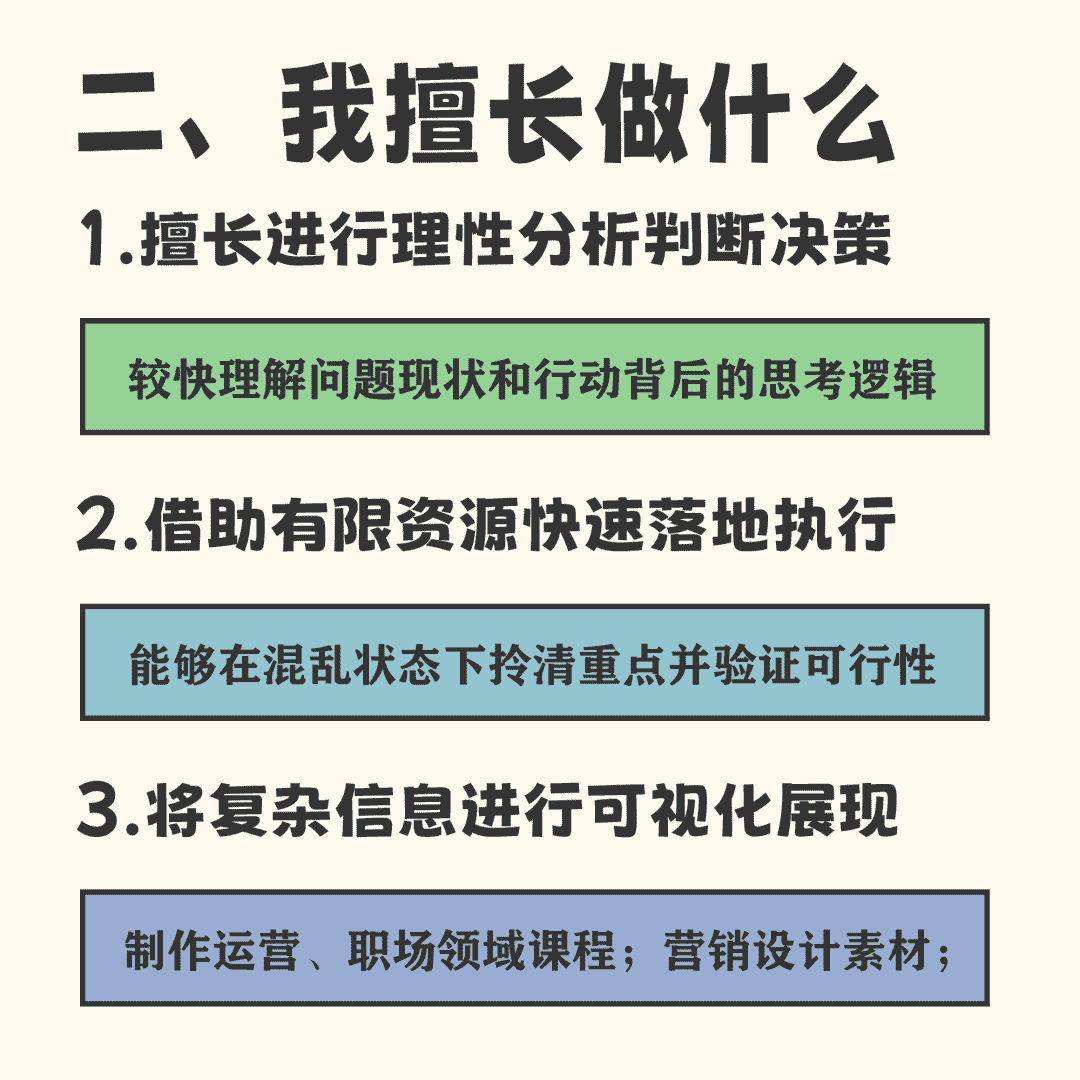 二、我擅长做什么
1.擅长进行理性分析判断决策
较快理解问题现状和行动背后的思考逻辑
2.借助有限资源快速落地执行
能够在混乱状态下拎清重点并验证可行性
3.将复杂信息进行可视化展现
制作运营、职场领域课程；营销设计素材；